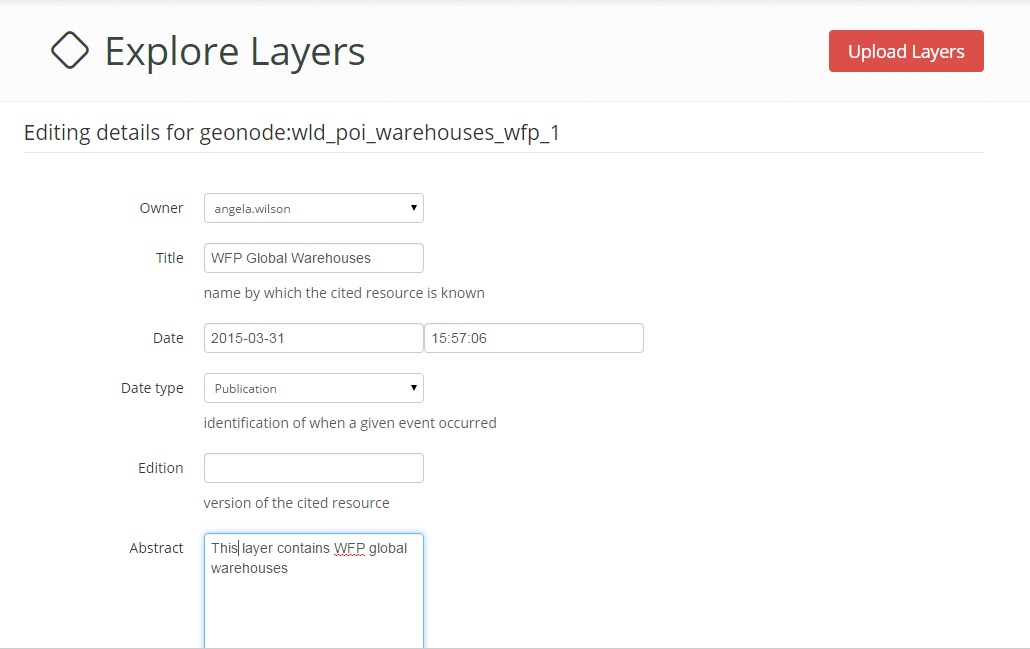 Explore Layers
Upload Layers
Editing details for geonode:wld_poi_warehouses_wfp_1
Owner
angela.wilson
Title
WFP Global Warehouses
name by which the cited resource is known
Date
2015-03-31
15:57:06
Date type
Publication
identification of when a given event occurred
Edition
version of the cited resource
Abstract
This layer contains WFP global
warehouses